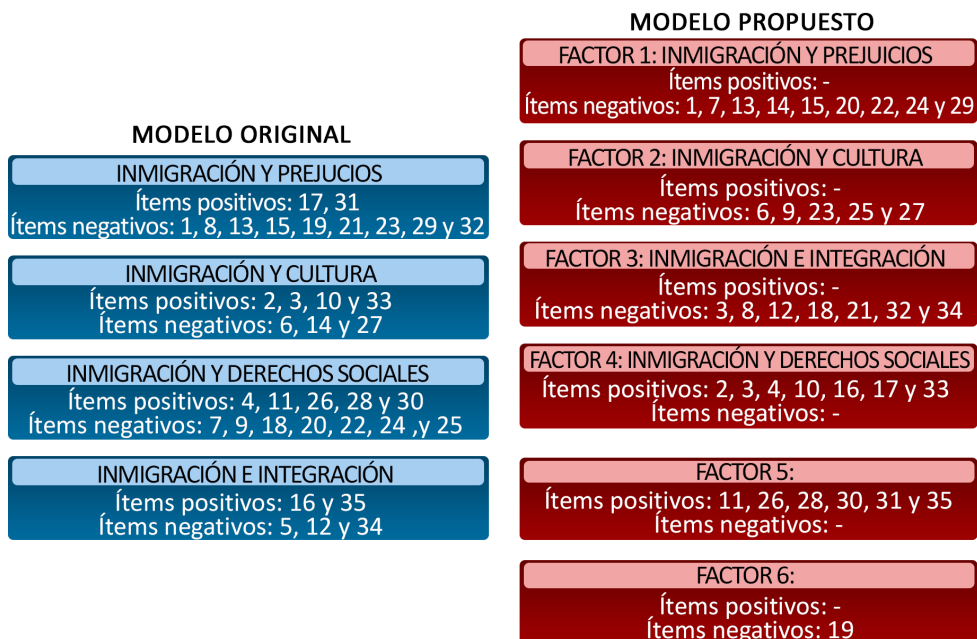 MODELO ORIGINAL
INMIGRACIÓN Y PREJUCIOS
Ítems positivos: 17, 31
Ítems negativos: 1, 8, 13, 15, 19, 21, 23, 29 y 32
INMIGRACIÓN Y CULTURA
Ítems positivos: 2, 3, 10 y 33
Ítems negativos: 6, 14 y 27
INMIGRACIÓN Y DERECHOS SOCIALES
Ítems positivos: 4, 11, 26, 28 y 30
Ítems negativos: 7, 9, 18, 20, 22, 24 ,y 25
INMIGRACIÓN E INTEGRACIÓN
Ítems positivos: 16 y 35
Ítems negativos: 5, 12 y 34
MODELO PROPUESTO
FACTOR 1: INMIGRACIÓN Y PREJUICIOS
Ítems positivos: -
Ítems negativos: 1, 7, 13, 14, 15, 20, 22, 24 y 29
FACTOR 2: INMIGRACIÓN Y CULTURA
Ítems positivos: -
Ítems negativos: 6, 9, 23, 25 y 27
FACTOR 3: INMIGRACIÓN E INTEGRACIÓN
Ítems positivos: -
Ítems negativos: 3, 8, 12, 18, 21, 32 y 34
FACTOR 4: INMIGRACIÓN Y DERECHOS SOCIALES
Ítems positivos: 2, 3, 4, 10, 16, 17 y 33
Ítems negativos: -
FACTOR 5:
Ítems positivos: 11, 26, 28, 30, 31 y 35
Ítems negativos: -
FACTOR 6:
Ítems positivos: -
Ítems negativos: 19